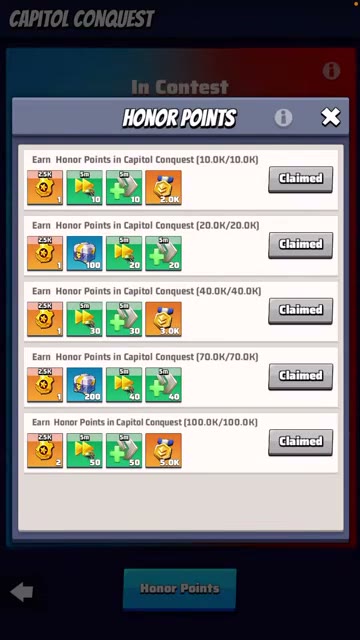 CAPITOL CONQUEST
In Contest
HONOR POINTS
Earn Honor Points in Capitol Conquest (10.0K/10.0K)
2.5K 5m 5m
1 10 10 2.0K
Claimed
Earn Honor Points in Capitol Conquest (20.0K/20.0K)
2.5K 5m 5m
1 100 20 20
Claimed
Earn Honor Points in Capitol Conquest (40.0K/40.0K)
2.5K 5m 5m
1 30 30 3.0K
Claimed
Earn Honor Points in Capitol Conquest (70.0K/70.0K)
2.5K 5m 5m
1 200 40 40
Claimed
Earn Honor Points in Capitol Conquest (100.0K/100.0K)
2.5K 5m 5m
2 50 50 5.0K
Claimed
Honor Points